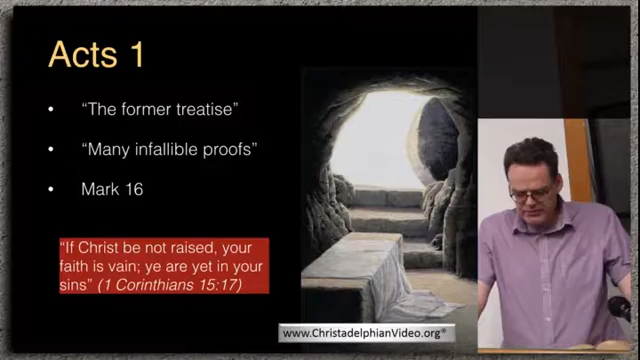 Acts 1
• “The former treatise”
• “Many infallible proofs”
• Mark 16
“If Christ be not raised, your
faith is vain; ye are yet in your
sins” (1 Corinthians 15:17)
www.ChristadelphianVideo.org®